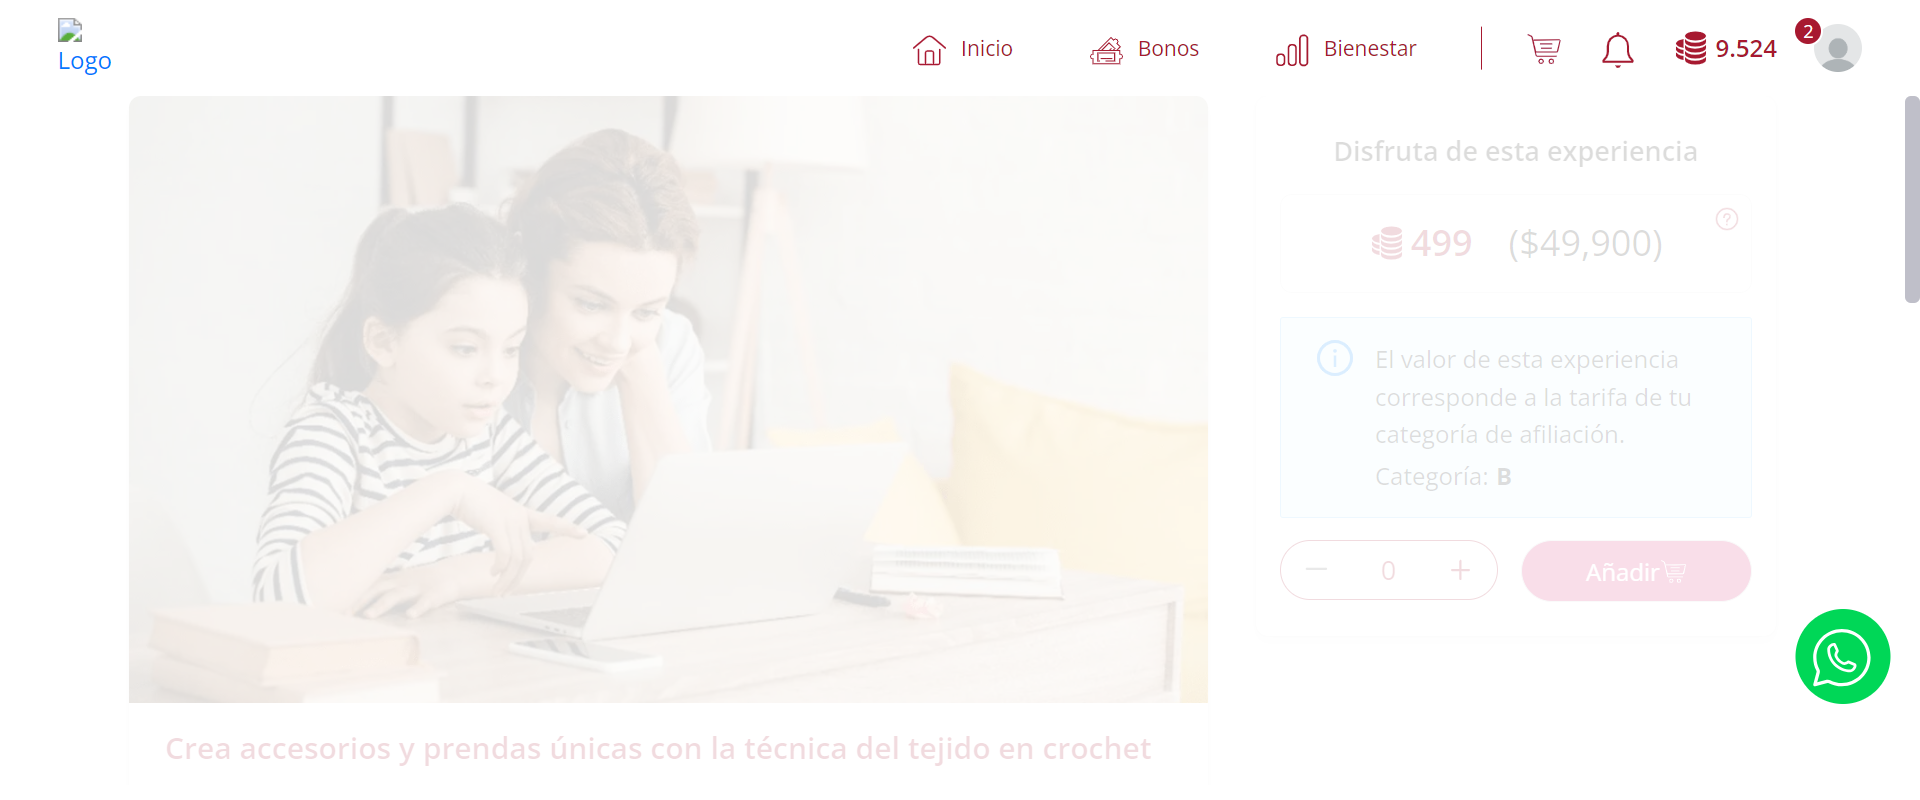 Logo
Inicio
Bonos
Bienestar
9.524
2
Disfruta de esta experiencia
499 ($49,900)
?
i
El valor de esta experiencia
corresponde a la tarifa de tu
categoría de afiliación.
Categoría: B
0
Añadir
Crea accesorios y prendas únicas con la técnica del tejido en crochet